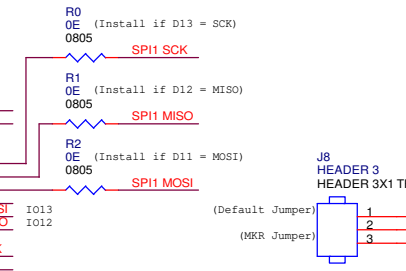 R0
0E (Install if D13 = SCK)
0805
SPI1 SCK
R1
0E (Install if D12 = MISO)
0805
SPI1 MISO
R2
0E (Install if D11 = MOSI)
0805
SPI1 MOSI
IO13
IO12
J8
HEADER 3
HEADER 3X1
(Default Jumper) 1
2
(MKR Jumper) 3